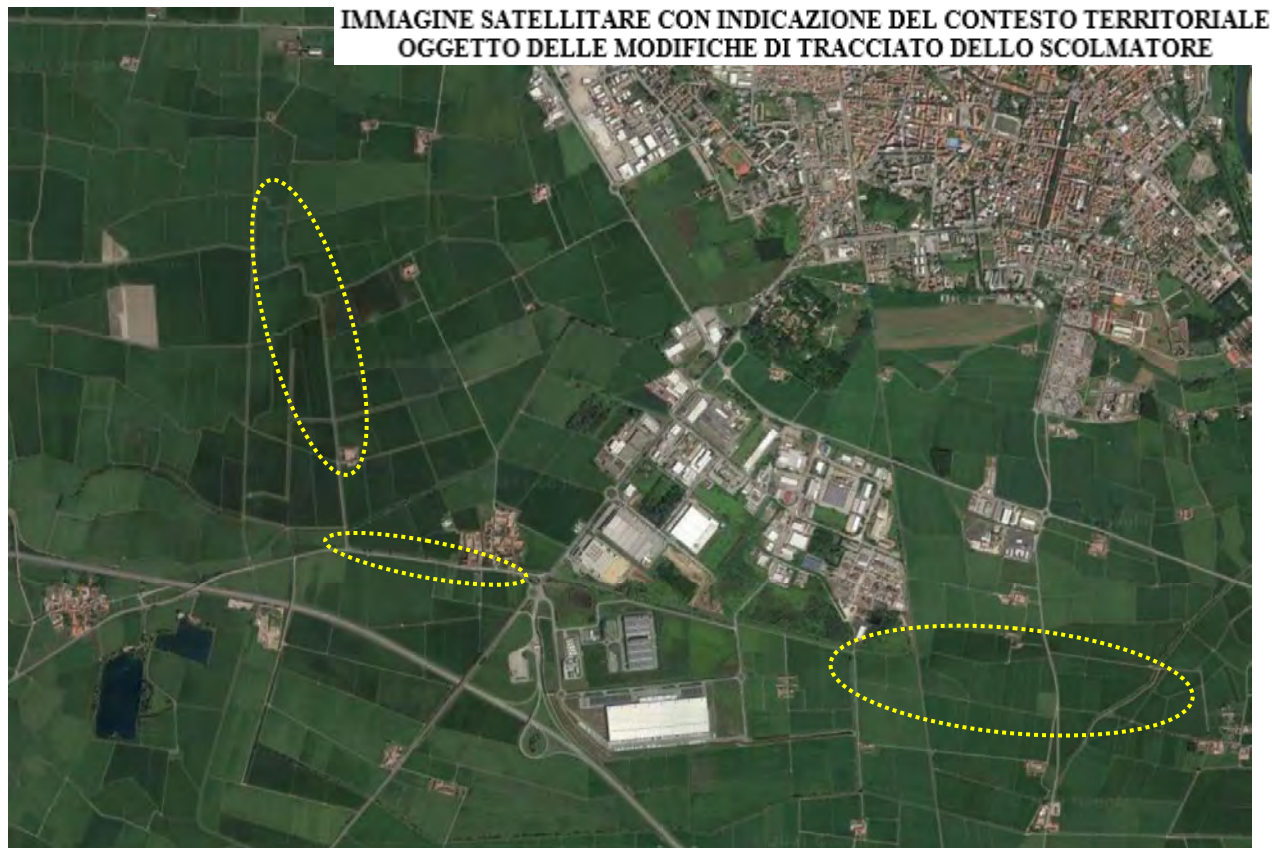 IMMAGINE SATELLITARE CON INDICAZIONE DEL CONTESTO TERRITORIALE
OGGETTO DELLE MODIFICHE DI TRACCIATO DELLO SCOLMATORE